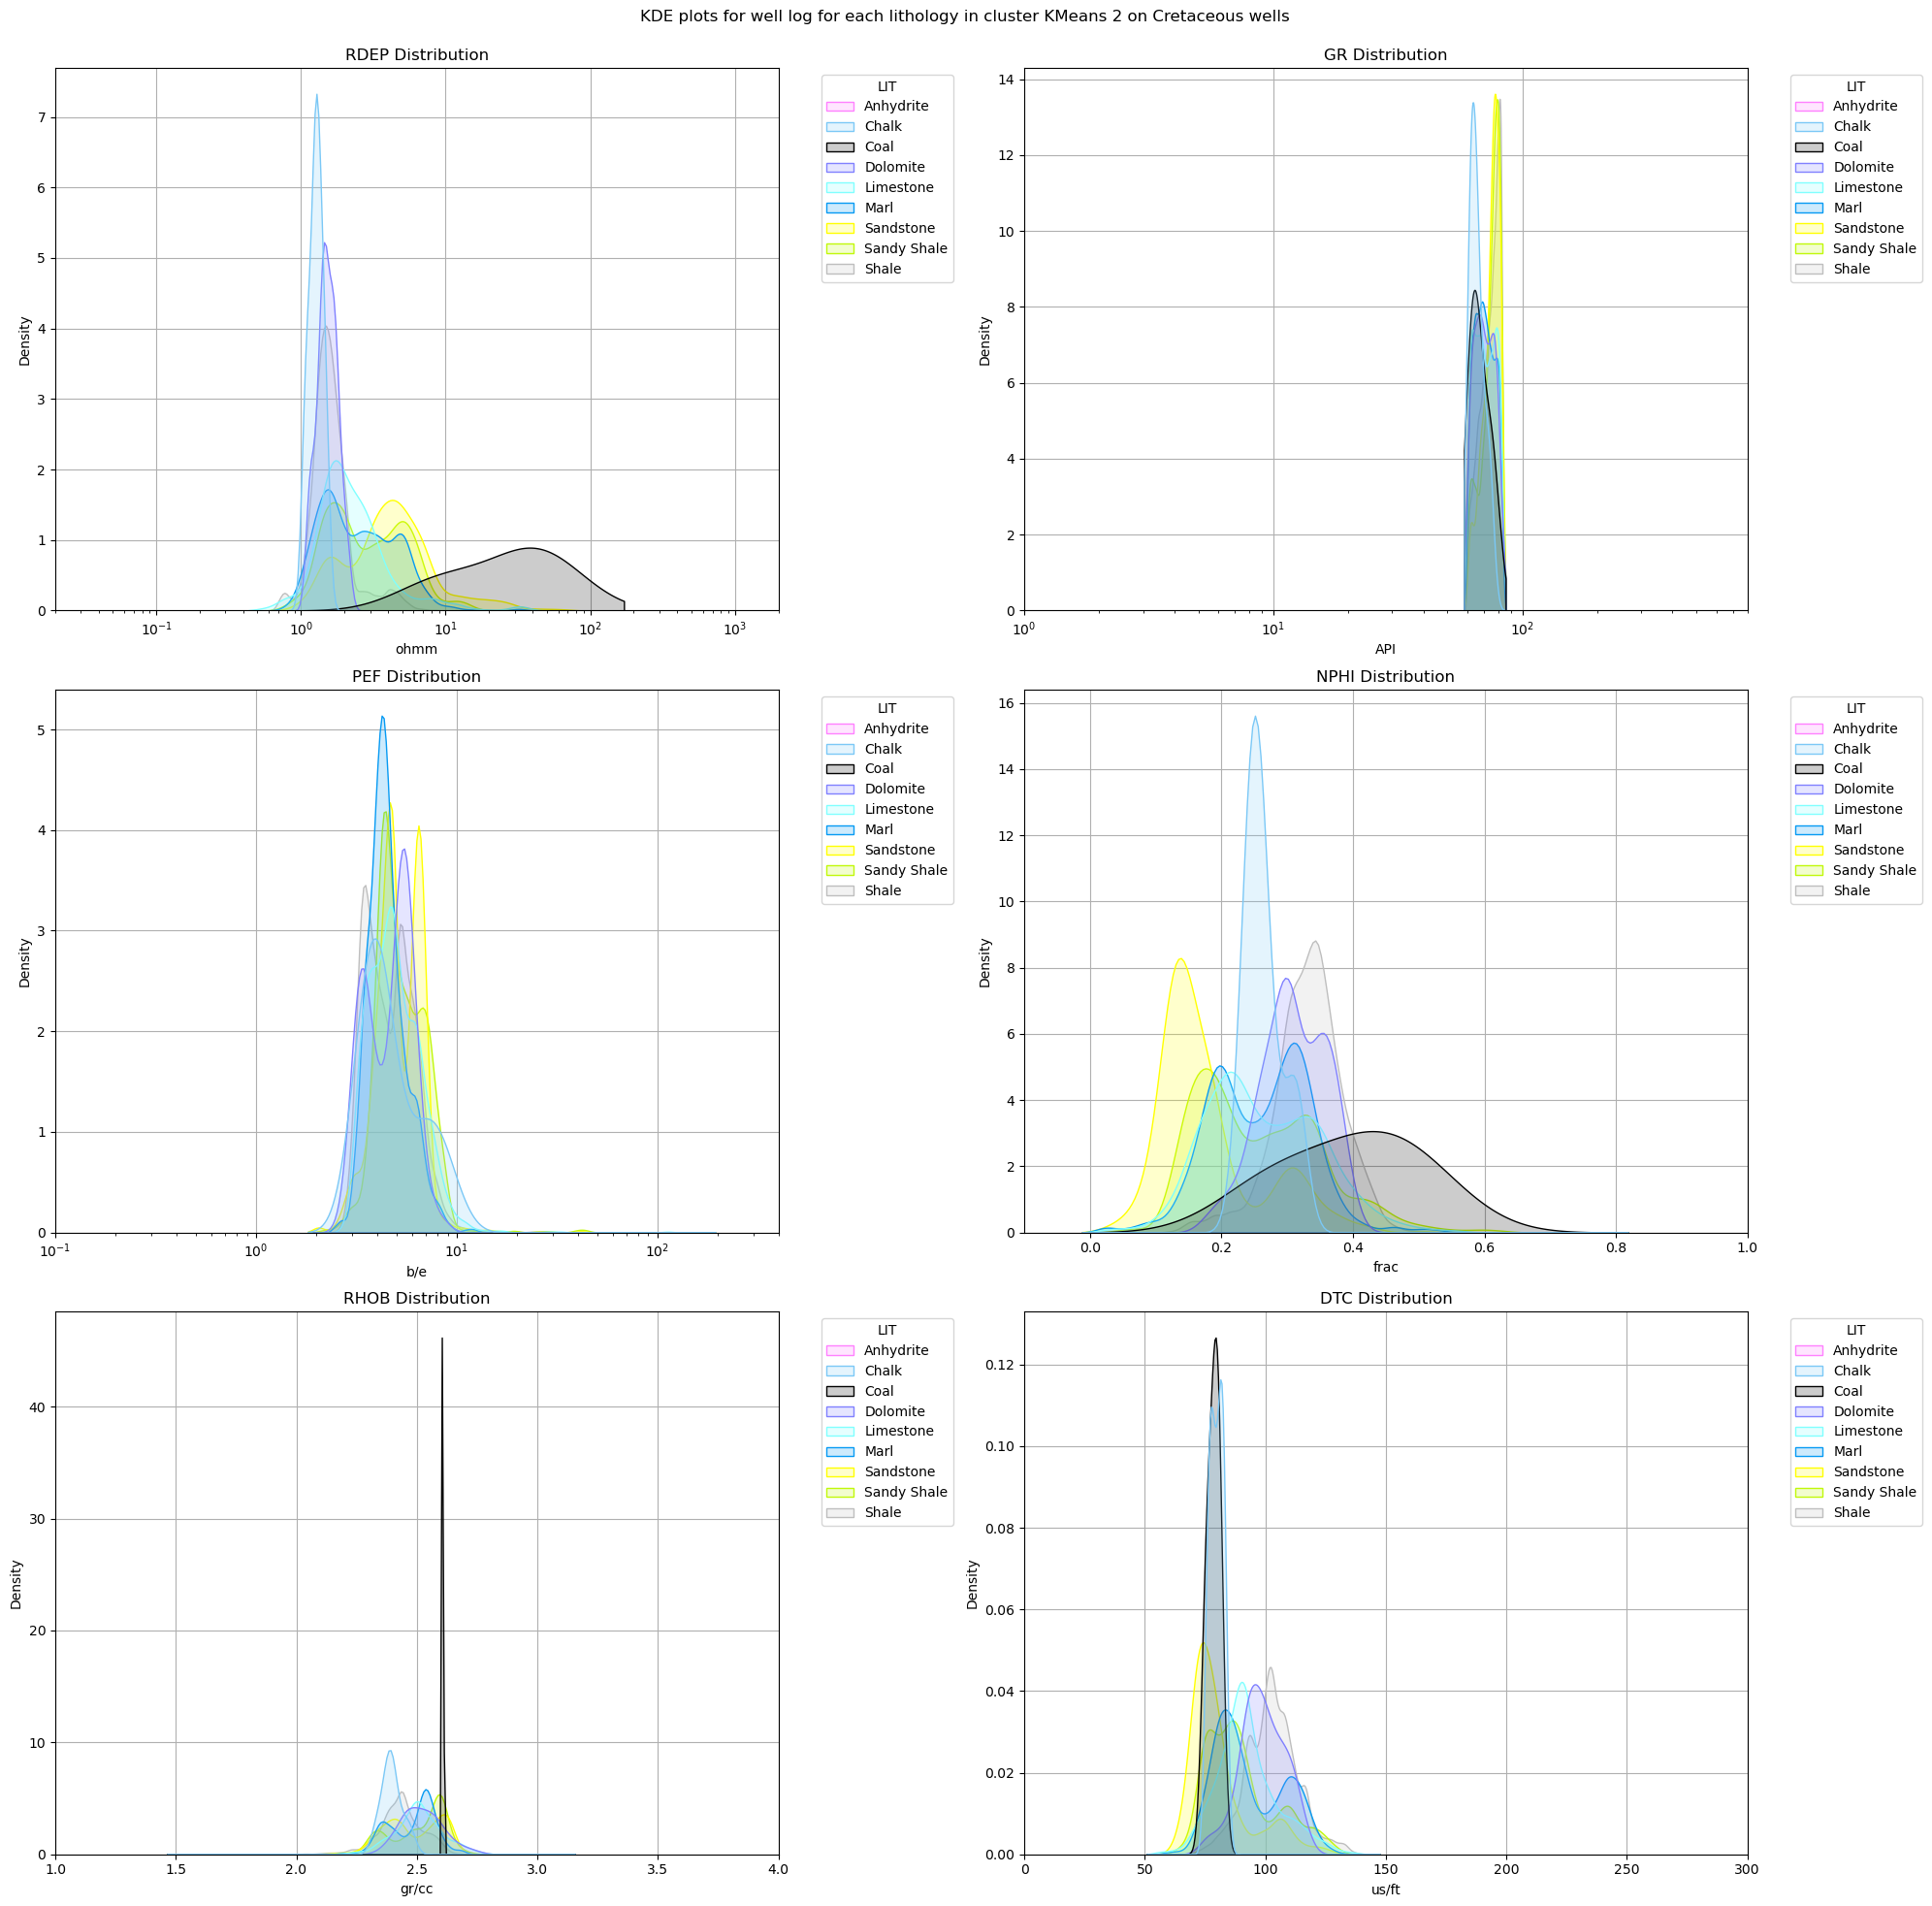 KDE plots for well log for each lithology in cluster KMeans 2 on Cretaceous wells
RDEP Distribution
Density
7
6
5
4
3
2
1
0
10⁻¹
10⁰
10¹
10²
10³
ohmm
LIT
Anhydrite
Chalk
Coal
Dolomite
Limestone
Marl
Sandstone
Sandy Shale
Shale
GR Distribution
Density
14
12
10
8
6
4
2
0
10⁰
10¹
10²
API
LIT
Anhydrite
Chalk
Coal
Dolomite
Limestone
Marl
Sandstone
Sandy Shale
Shale
PEF Distribution
Density
5
4
3
2
1
0
10⁻¹
10⁰
10¹
10²
b/e
LIT
Anhydrite
Chalk
Coal
Dolomite
Limestone
Marl
Sandstone
Sandy Shale
Shale
NPHI Distribution
Density
16
14
12
10
8
6
4
2
0
0.0
0.2
0.4
0.6
0.8
1.0
frac
LIT
Anhydrite
Chalk
Coal
Dolomite
Limestone
Marl
Sandstone
Sandy Shale
Shale
RHOB Distribution
Density
40
30
20
10
0
1.0
1.5
2.0
2.5
3.0
3.5
4.0
gr/cc
LIT
Anhydrite
Chalk
Coal
Dolomite
Limestone
Marl
Sandstone
Sandy Shale
Shale
DTC Distribution
Density
0.12
0.10
0.08
0.06
0.04
0.02
0.00
0
50
100
150
200
250
300
us/ft
LIT
Anhydrite
Chalk
Coal
Dolomite
Limestone
Marl
Sandstone
Sandy Shale
Shale